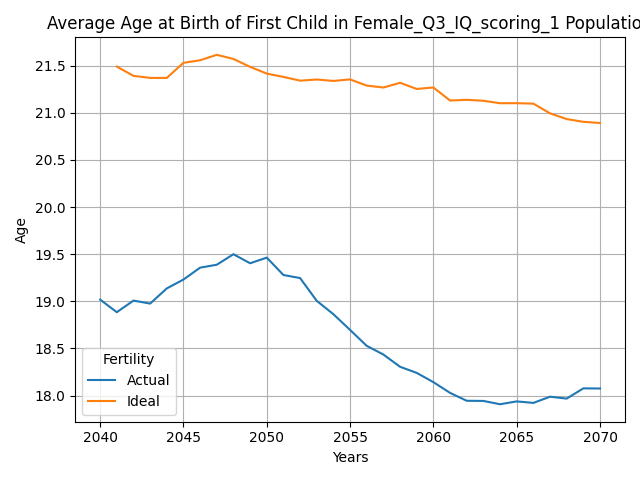 Average Age at Birth of First Child in Female_Q3_IQ_scoring_1 Populatio
21.5
21.0
20.5
20.0
19.5
19.0
18.5
18.0
Age
Fertility
Actual
Ideal
2040 2045 2050 2055 2060 2065 2070
Years